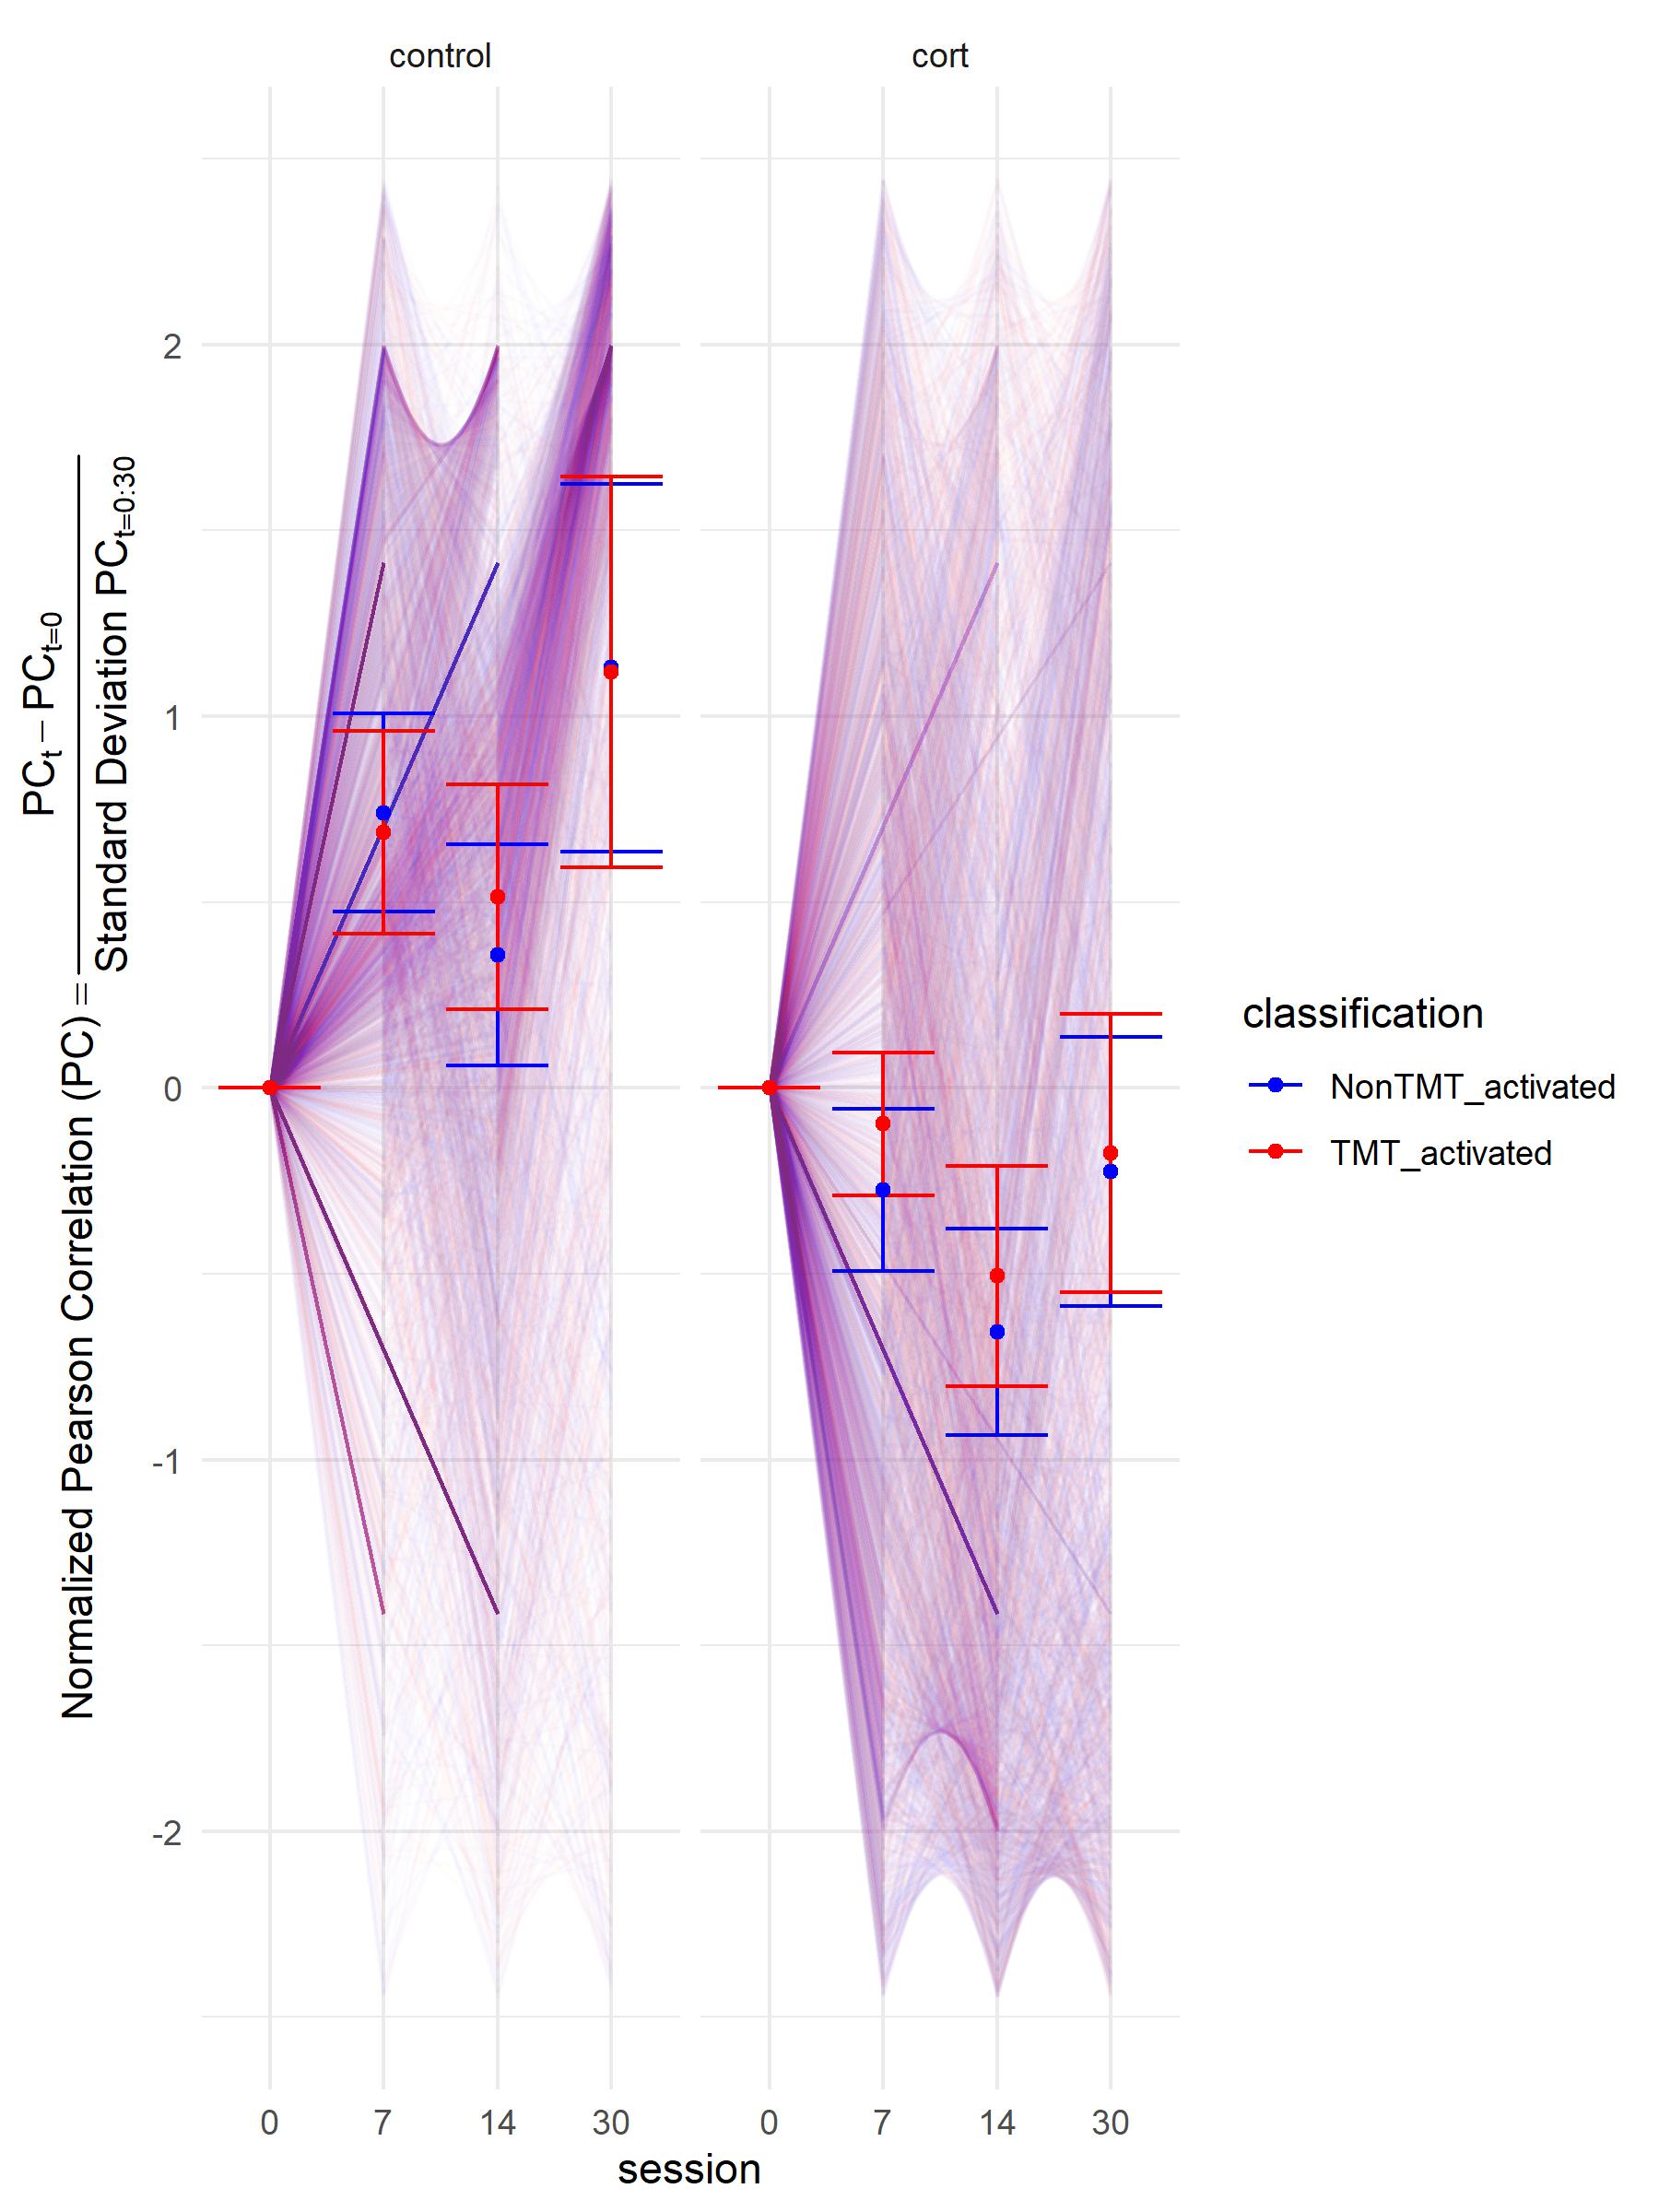 control
cort
Normalized Pearson Correlation (PC) = PCt − PCt=0 / Standard Deviation PCt=0:30
2
1
0
-1
-2
0 7 14 30
0 7 14 30
session
classification
NonTMT_activated
TMT_activated